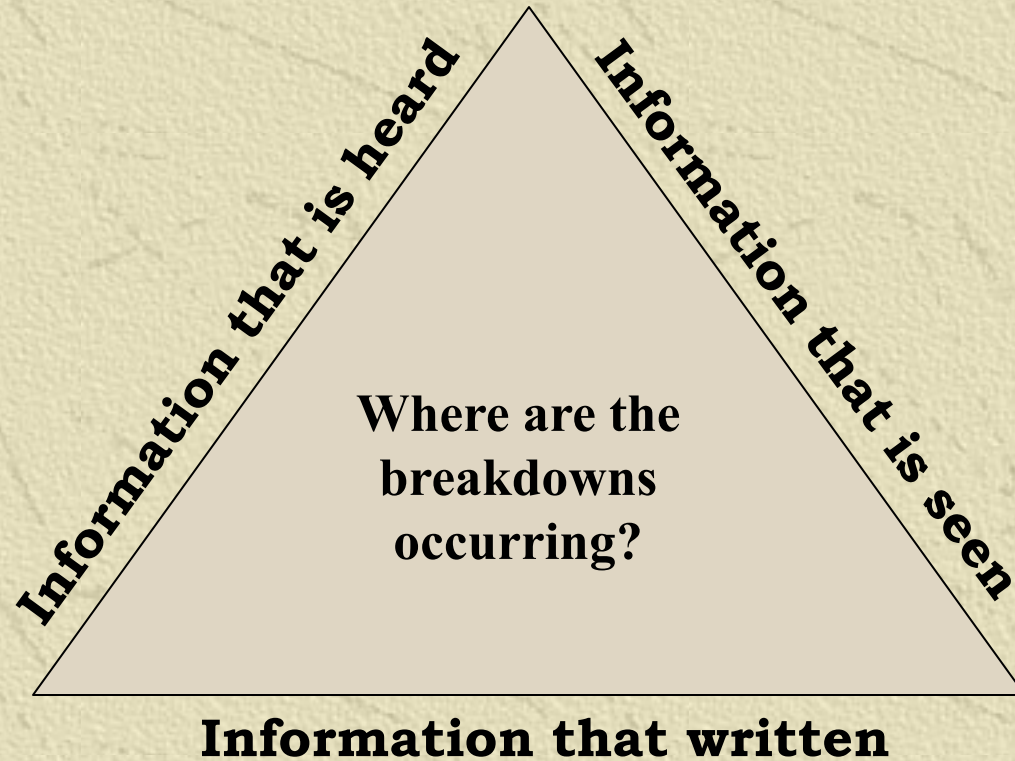 Information that is heard
Information that is seen
Where are the
breakdowns
occurring?
Information that written